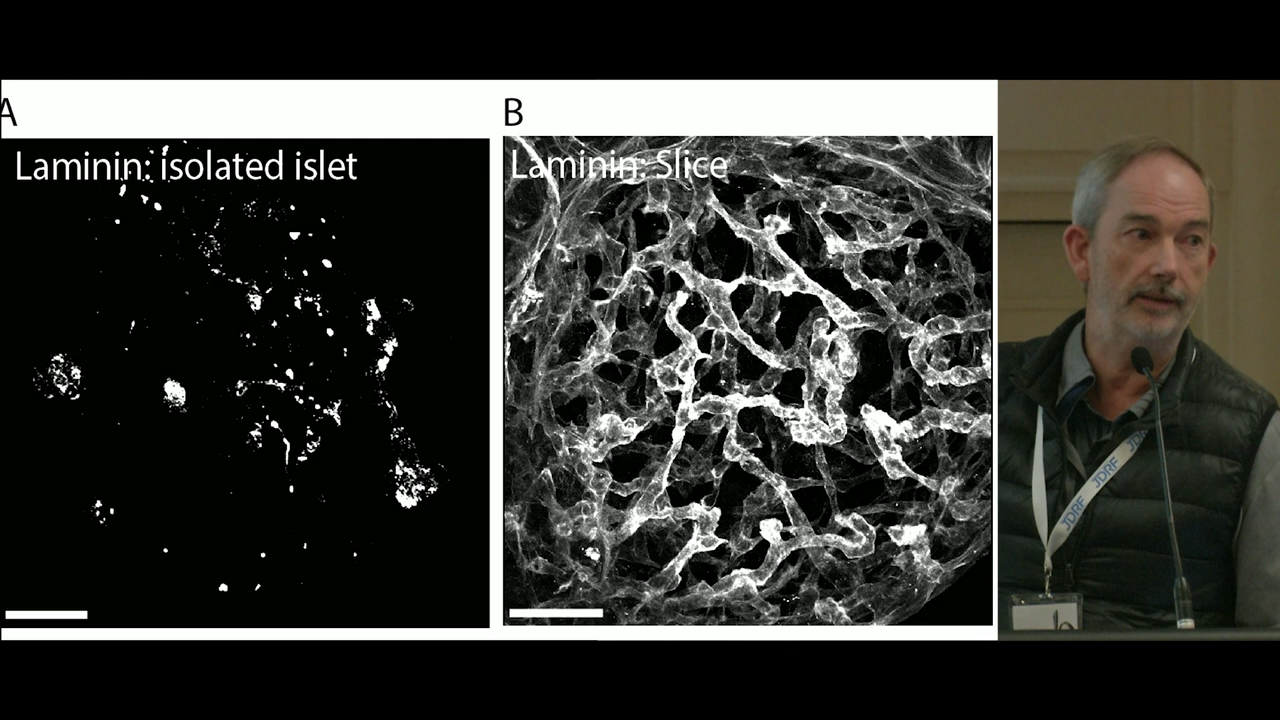 A
Laminin: isolated islet
B
Laminin: Slice
JDRF
JDRF
JDRF